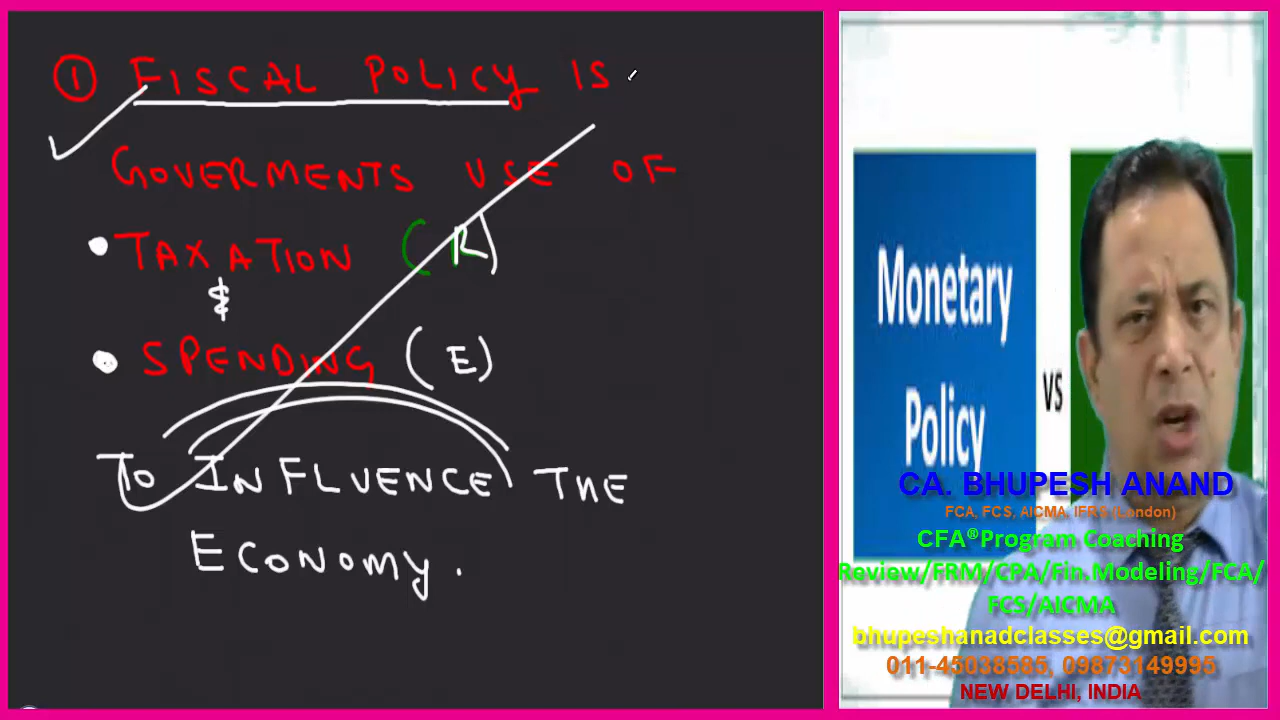 ① FISCAL POLICY IS
GOVERMENTS USE OF
• TAXATION (R)
&
• SPENDING (E)
TO INFLUENCE THE
ECONOMY.
Monetary
Policy
VS
CA. BHUPESH ANAND
FCA, FCS, AICMA, IFRS (London)
CFA®Program Coaching
Review/FRM/CPA/Fin.Modeling/FCA/
FCS/AICMA
bhupeshanadclasses@gmail.com
011-45038585, 09873149995
NEW DELHI, INDIA